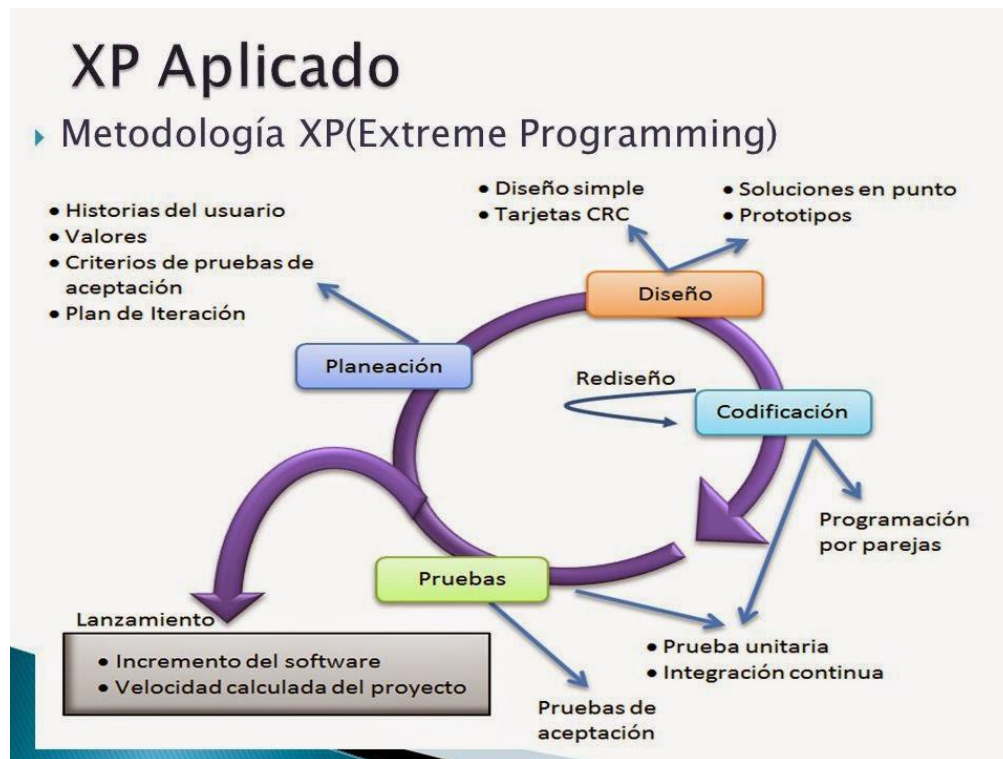 XP Aplicado
Metodología XP(Extreme Programming)
• Historias del usuario
• Valores
• Criterios de pruebas de
aceptación
• Plan de Iteración
• Diseño simple
• Tarjetas CRC
• Soluciones en punto
• Prototipos
Diseño
Planeación
Rediseño
Codificación
Programación
por parejas
Pruebas
• Prueba unitaria
• Integración continua
Pruebas de
aceptación
Lanzamiento
• Incremento del software
• Velocidad calculada del proyecto